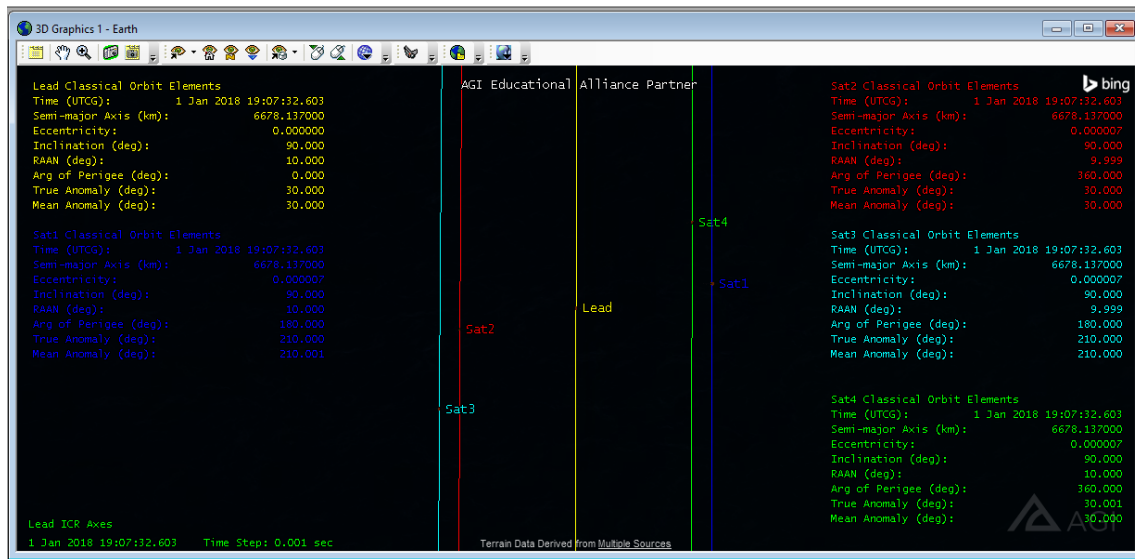 3D Graphics 1 - Earth
Lead Classical Orbit Elements
Time (UTCG): 1 Jan 2018 19:07:32.603
Semi-major Axis (km): 6678.137000
Eccentricity: 0.000000
Inclination (deg): 90.000
RAAN (deg): 10.000
Arg of Perigee (deg): 0.000
True Anomaly (deg): 30.000
Mean Anomaly (deg): 30.000
Sat1 Classical Orbit Elements
Time (UTCG): 1 Jan 2018 19:07:32.603
Semi-major Axis (km): 6678.137000
Eccentricity: 0.000007
Inclination (deg): 90.000
RAAN (deg): 10.000
Arg of Perigee (deg): 180.000
True Anomaly (deg): 210.000
Mean Anomaly (deg): 210.001
AGI Educational Alliance Partner
Sat4
Sat1
Lead
Sat2
Sat3
bing
Sat2 Classical Orbit Elements
Time (UTCG): 1 Jan 2018 19:07:32.603
Semi-major Axis (km): 6678.137000
Eccentricity: 0.000007
Inclination (deg): 90.000
RAAN (deg): 9.999
Arg of Perigee (deg): 360.000
True Anomaly (deg): 30.000
Mean Anomaly (deg): 30.000
Sat3 Classical Orbit Elements
Time (UTCG): 1 Jan 2018 19:07:32.603
Semi-major Axis (km): 6678.137000
Eccentricity: 0.000007
Inclination (deg): 90.000
RAAN (deg): 9.999
Arg of Perigee (deg): 180.000
True Anomaly (deg): 210.000
Mean Anomaly (deg): 210.000
Sat4 Classical Orbit Elements
Time (UTCG): 1 Jan 2018 19:07:32.603
Semi-major Axis (km): 6678.137000
Eccentricity: 0.000007
Inclination (deg): 90.000
RAAN (deg): 10.000
Arg of Perigee (deg): 360.000
True Anomaly (deg): 30.001
Mean Anomaly (deg): 30.000
AGI
Lead ICR Axes
1 Jan 2018 19:07:32.603 Time Step: 0.001 sec
Terrain Data Derived from Multiple Sources